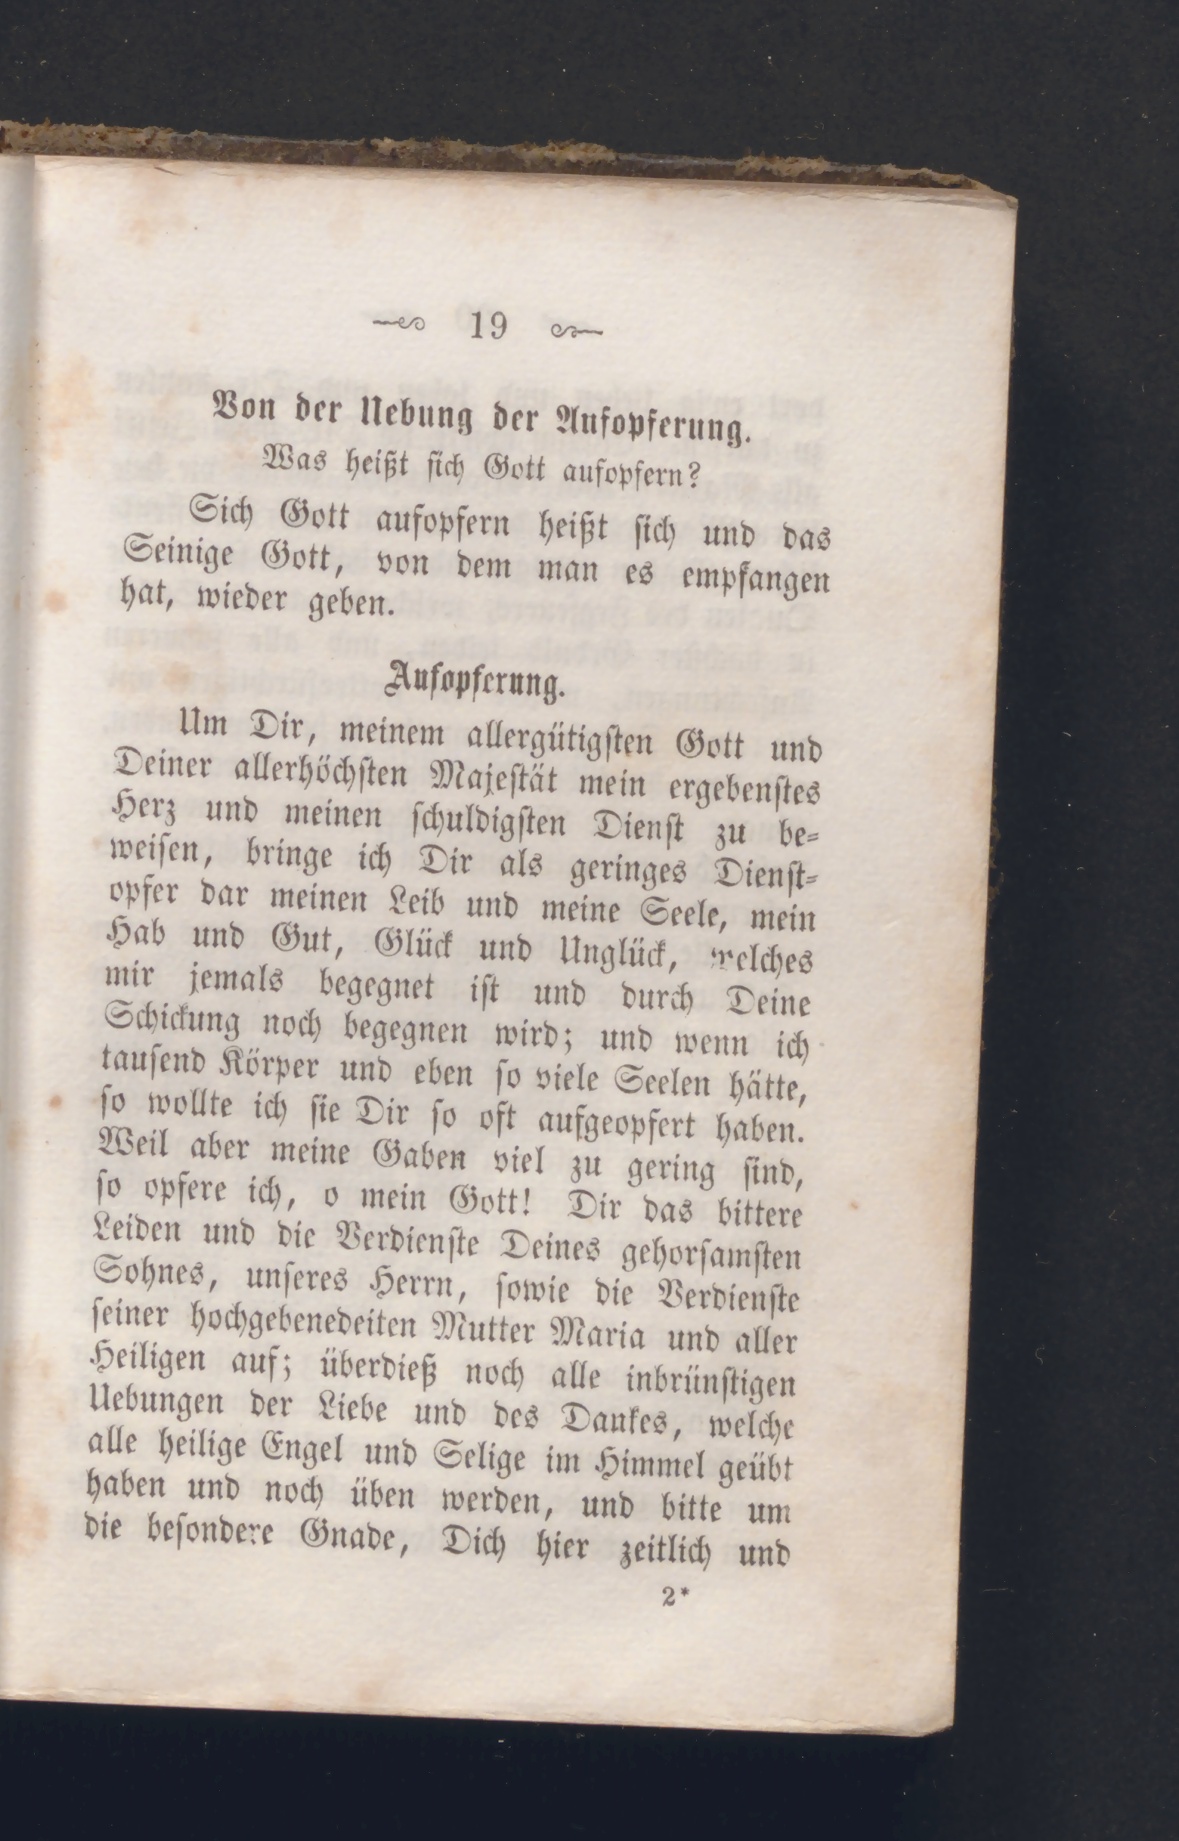 19
Von der Uebung der Aufopferung.
Was heißt sich Gott aufopfern?
Sich Gott aufopfern heißt sich und das
Seinige Gott, von dem man es empfangen
hat, wieder geben.
Aufopferung.
Um Dir, meinem allergütigsten Gott und
Deiner allerhöchsten Majestät mein ergebenstes
Herz und meinen schuldigsten Dienst zu be-
weisen, bringe ich Dir als geringes Dienst-
opfer dar meinen Leib und meine Seele, mein
Hab und Gut, Glück und Unglück, welches
mir jemals begegnet ist und durch Deine
Schickung noch begegnen wird; und wenn ich
tausend Körper und eben so viele Seelen hätte,
so wollte ich sie Dir so oft aufgeopfert haben.
Weil aber meine Gaben viel zu gering sind,
so opfere ich, o mein Gott! Dir das bittere
Leiden und die Verdienste Deines gehorsamsten
Sohnes, unseres Herrn, sowie die Verdienste
seiner hochgebenedeiten Mutter Maria und aller
Heiligen auf; überdieß noch alle inbrünstigen
Uebungen der Liebe und des Dankes, welche
alle heilige Engel und Selige im Himmel geübt
haben und noch üben werden, und bitte um
die besondere Gnade, Dich hier zeitlich und
2*